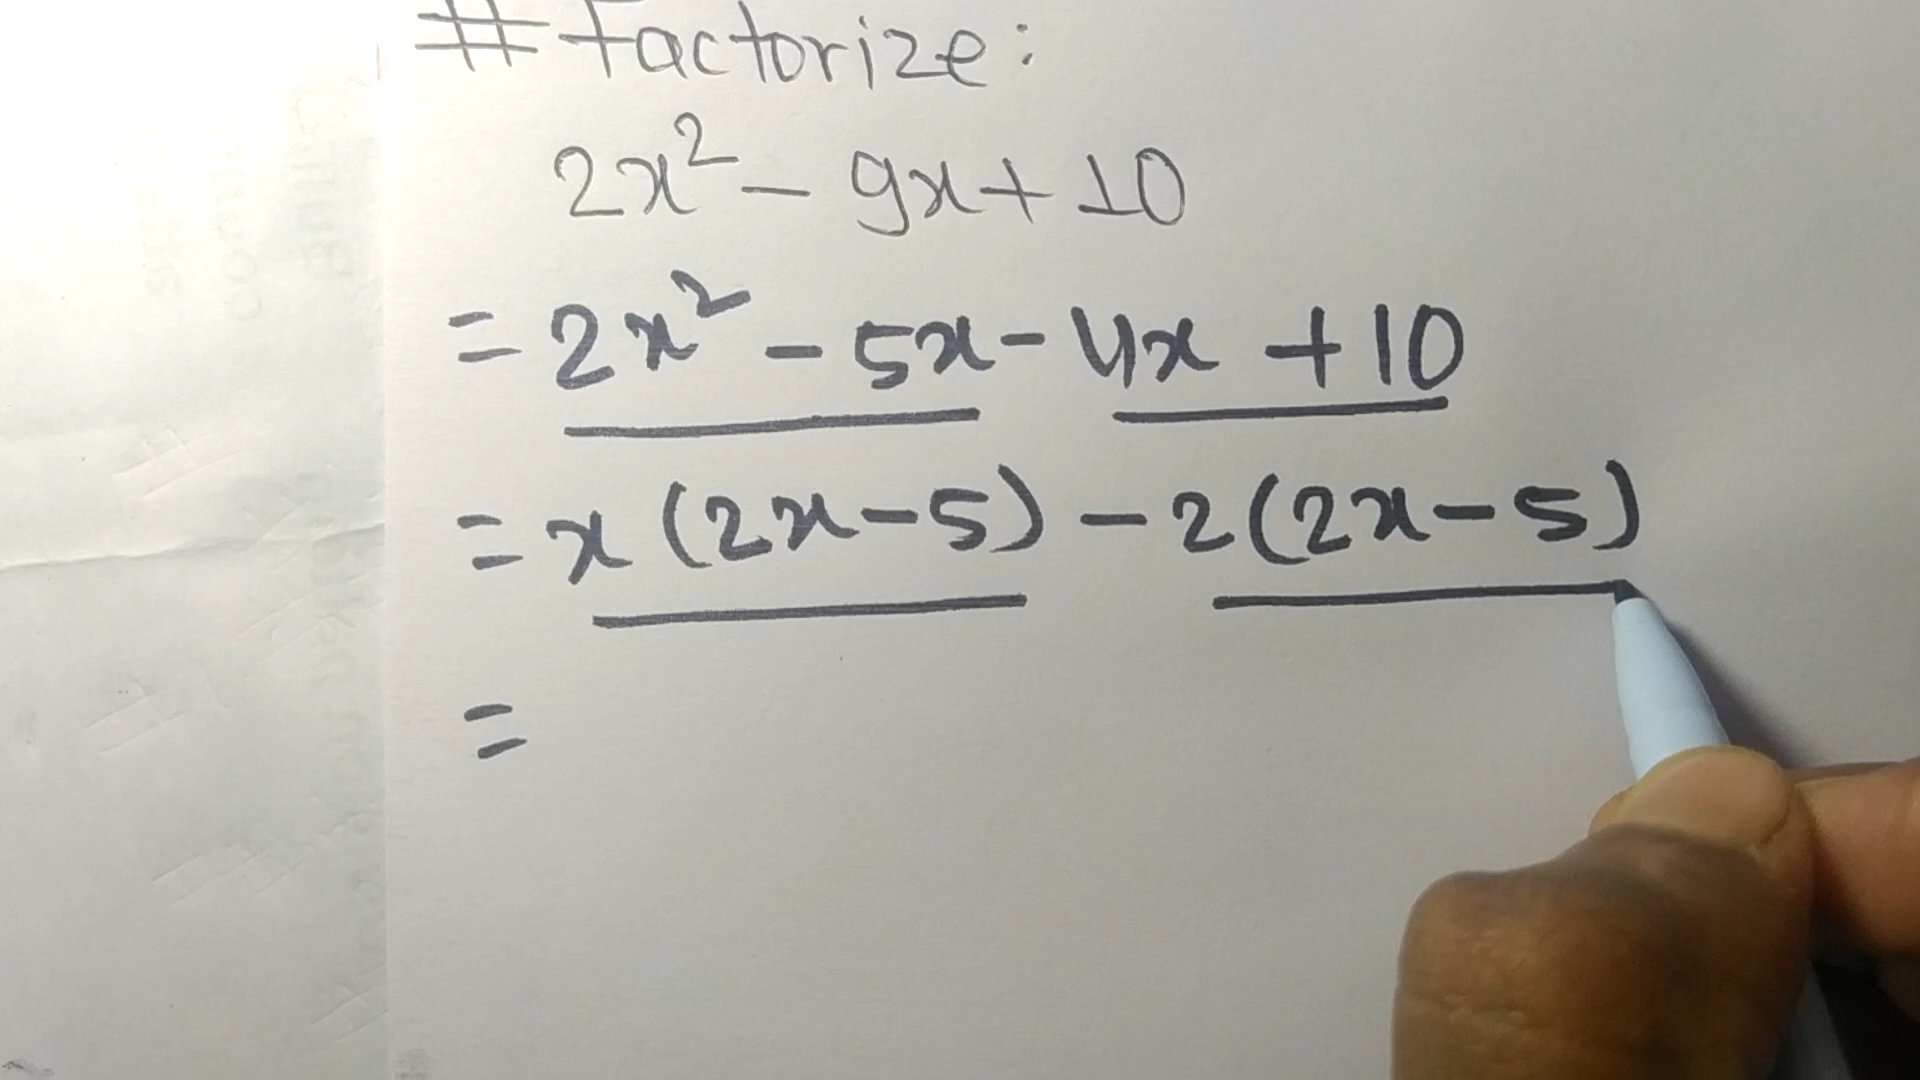 # Factorize:
2x² - 9x + 10
= 2x² - 5x - 4x + 10
= x (2x - 5) - 2 (2x - 5)
=